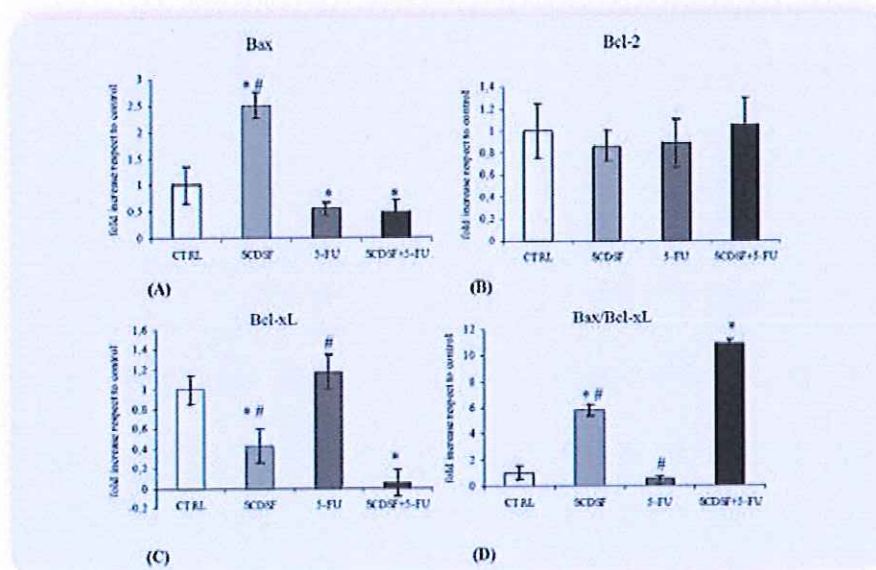 Bax
fold increase respect to control
3
2,5
2
1,5
1
0,5
0
* #
*
*
CTRL
SCDSF
5-FU
SCDSF+5-FU
(A)
Bcl-2
fold increase respect to control
1,4
1,2
1
0,8
0,6
0,4
0,2
0
CTRL
SCDSF
5-FU
SCDSF+5-FU
(B)
Bcl-xL
fold increase respect to control
1,6
1,4
1,2
1
0,8
0,6
0,4
0,2
0
-0,2
* #
#
*
CTRL
SCDSF
5-FU
SCDSF+5-FU
(C)
Bax/Bcl-xL
fold increase respect to control
12
10
8
6
4
2
0
* #
#
*
CTRL
SCDSF
5-FU
SCDSF+5-FU
(D)